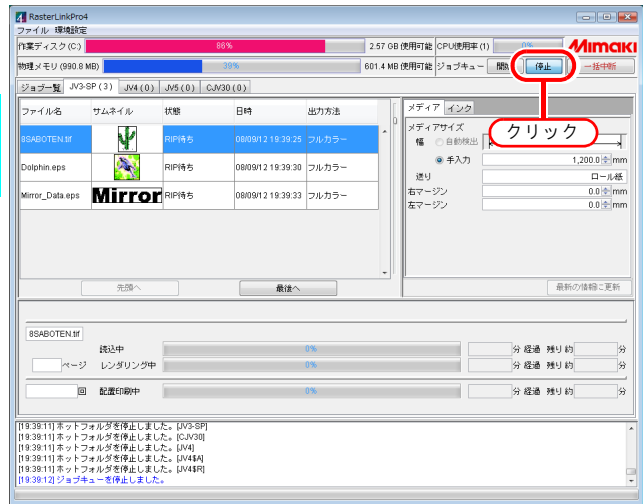 RasterLinkPro4
ファイル 環境設定
作業ディスク(C:) 86% 2.57 GB 使用可能 CPU使用率(1) 0% Mimaki
物理メモリ(990.8 MB) 39% 601.4 MB 使用可能 ジョブキュー 開始 停止 一括中断
ジョブ一覧 JV3-SP(3) JV4(0) JV5(0) CJV30(0)
ファイル名 サムネイル 状態 日時 出力方法
8SABOTEN.tif RIP待ち 08/09/12 19:39:25 フルカラー
Dolphin.eps RIP待ち 08/09/12 19:39:30 フルカラー
Mirror_Data.eps Mirror RIP待ち 08/09/12 19:39:33 フルカラー
先頭へ 最後へ
メディア インク
クリック
メディアサイズ
幅 自動検出
手入力 1,200.0 mm
送り ロール紙
右マージン 0.0 mm
左マージン 0.0 mm
最新の情報に更新
8SABOTEN.tif
読込中 0% 分 経過 残り 約 分
ページ レンダリング中 0% 分 経過 残り 約 分
回 配置印刷中 0% 分 経過 残り 約 分
[19:39:11] ホットフォルダを停止しました。[JV3-SP]
[19:39:11] ホットフォルダを停止しました。[CJV30]
[19:39:11] ホットフォルダを停止しました。[JV4]
[19:39:11] ホットフォルダを停止しました。[JV4$A]
[19:39:11] ホットフォルダを停止しました。[JV4$R]
[19:39:12] ジョブキューを停止しました。